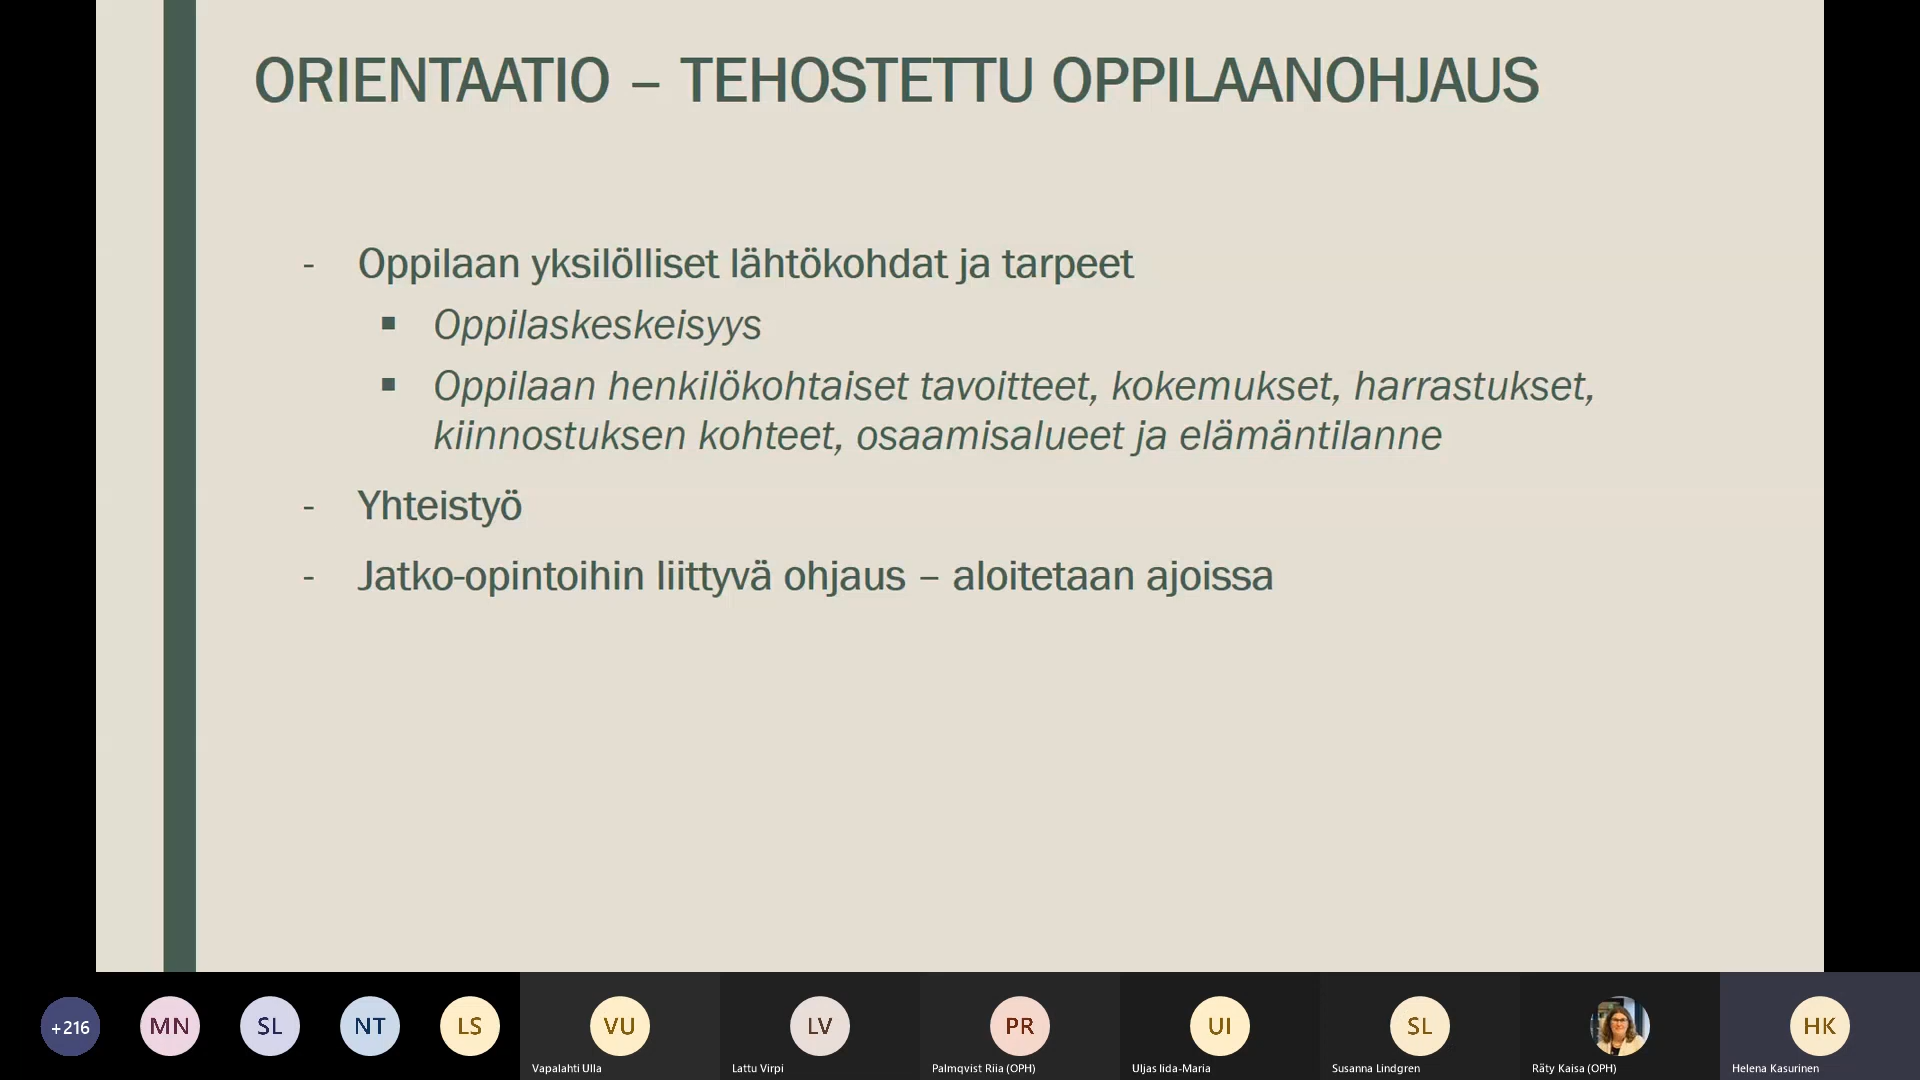 ORIENTAATIO – TEHOSTETTU OPPILAANOHJAUS
- Oppilaan yksilölliset lähtökohdat ja tarpeet
▪ Oppilaskeskeisyys
▪ Oppilaan henkilökohtaiset tavoitteet, kokemukset, harrastukset,
kiinnostuksen kohteet, osaamisalueet ja elämäntilanne
- Yhteistyö
- Jatko-opintoihin liittyvä ohjaus – aloitetaan ajoissa
+216 MN SL NT LS VU LV PR UI SL HK
Vapalahti Ulla Lattu Virpi Palmqvist Riia (OPH) Uljas Iida-Maria Susanna Lindgren Räty Kaisa (OPH) Helena Kasurinen